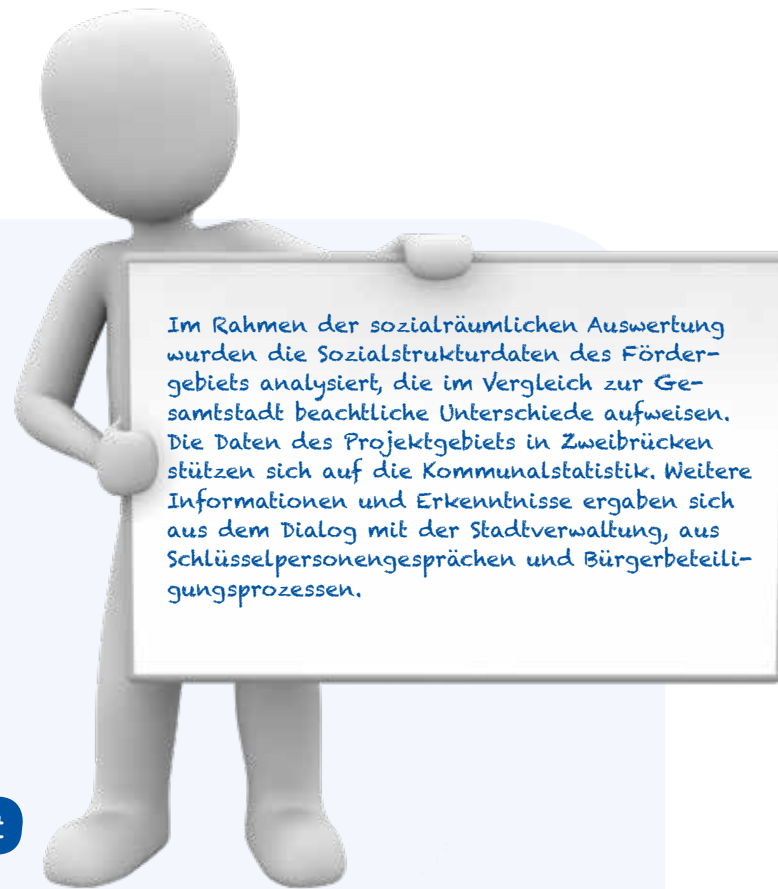 Im Rahmen der sozialräumlichen Auswertung
wurden die Sozialstrukturdaten des Förder-
gebiets analysiert, die im Vergleich zur Ge-
samtstadt beachtliche Unterschiede aufweisen.
Die Daten des Projektgebiets in Zweibrücken
stützen sich auf die Kommunalstatistik. Weitere
Informationen und Erkenntnisse ergaben sich
aus dem Dialog mit der Stadtverwaltung, aus
Schlüsselpersonengesprächen und Bürgerbeteili-
gungsprozessen.
t